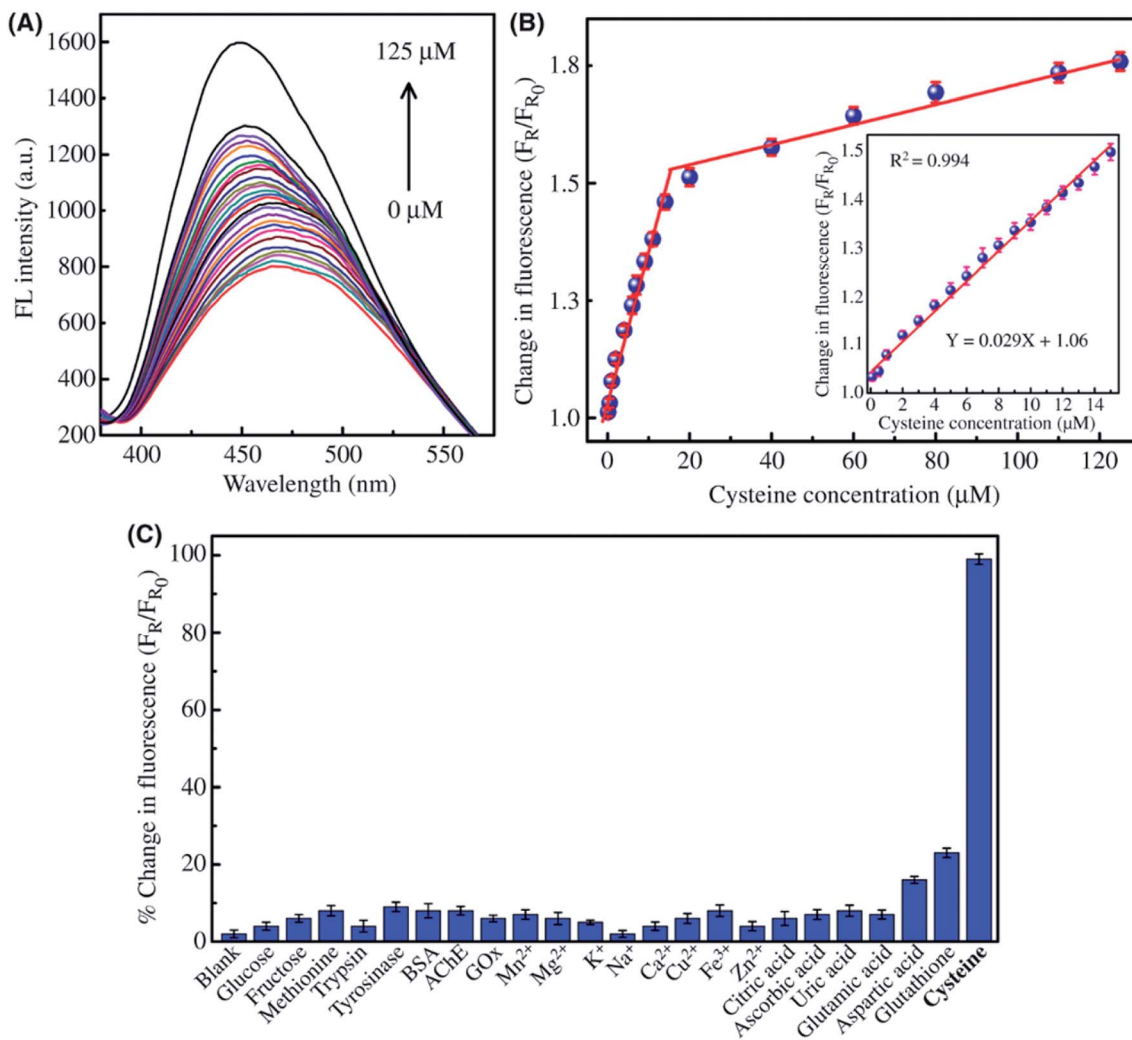 (A)
1600
1400
1200
1000
800
600
400
200
FL intensity (a.u.)
125 μM
0 μM
400
450
500
550
Wavelength (nm)
(B)
1.8
1.5
1.3
1.0
Change in fluorescence (F_R/F_R0)
0
20
40
60
80
100
120
Cysteine concentration (μM)
1.5
1.4
1.3
1.2
1.1
1.0
Change in fluorescence (F_R/F_R0)
R² = 0.994
Y = 0.029X + 1.06
0
2
4
6
8
10
12
14
Cysteine concentration (μM)
(C)
100
80
60
40
20
0
% Change in fluorescence (F_R/F_R0)
Blank
Glucose
Fructose
Methionine
Trypsin
Tyrosinase
BSA
AChE
GOx
Mn²⁺
Mg²⁺
K⁺
Na⁺
Ca²⁺
Cu²⁺
Fe³⁺
Zn²⁺
Citric acid
Ascorbic acid
Uric acid
Glutamic acid
Aspartic acid
Glutathione
Cysteine